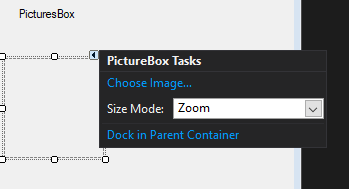 PicturesBox
PictureBox Tasks
Choose Image...
Size Mode: Zoom
Dock in Parent Container